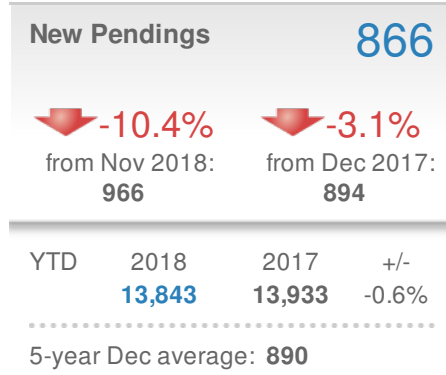 New Pendings 866
-10.4% -3.1%
from Nov 2018: from Dec 2017:
966 894
YTD 2018 2017 +/-
13,843 13,933 -0.6%
5-year Dec average: 890